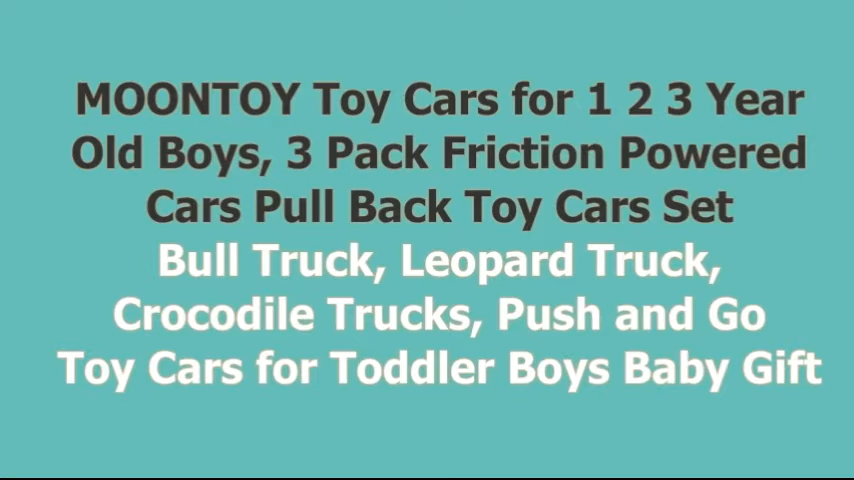 MOONTOY Toy Cars for 1 2 3 Year
Old Boys, 3 Pack Friction Powered
Cars Pull Back Toy Cars Set
Bull Truck, Leopard Truck,
Crocodile Trucks, Push and Go
Toy Cars for Toddler Boys Baby Gift